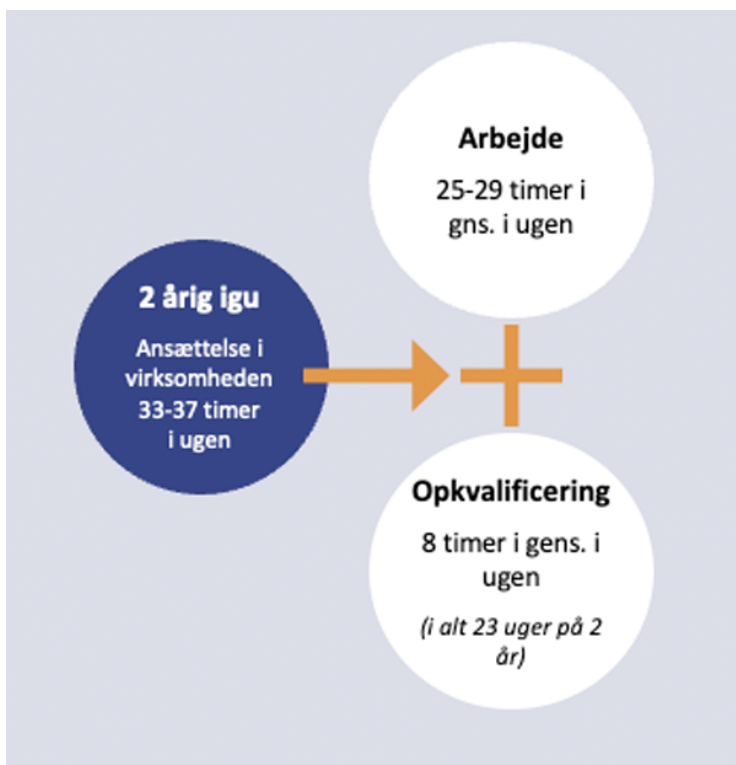 2 årig igu
Ansættelse i
virksomheden
33-37 timer
i ugen
Arbejde
25-29 timer i
gns. i ugen
Opkvalificering
8 timer i gens. i
ugen
(i alt 23 uger på 2
år)